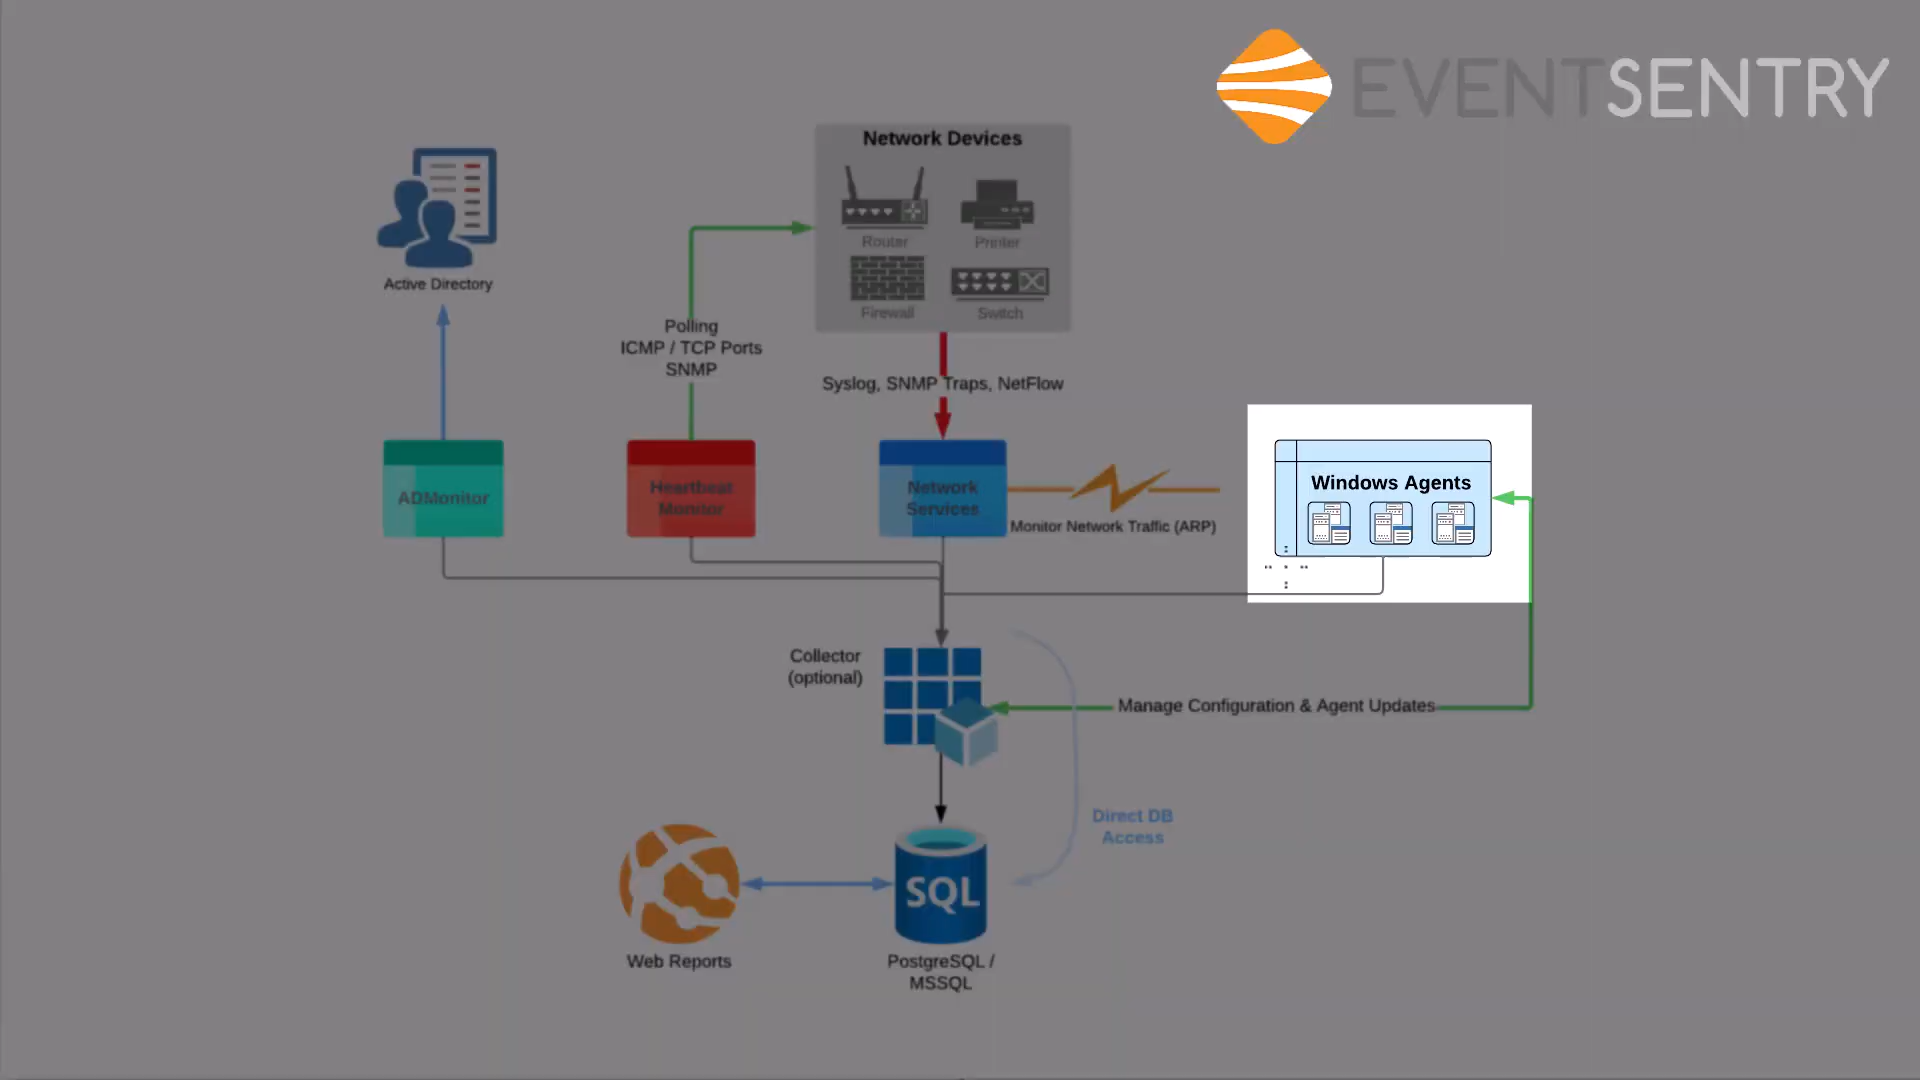 EVENTSENTRY
Network Devices
Router
Printer
Firewall
Switch
Active Directory
Polling
ICMP / TCP Ports
SNMP
Syslog, SNMP Traps, NetFlow
ADMonitor
Heartbeat
Monitor
Network
Services
Monitor Network Traffic (ARP)
Windows Agents
Collector
(optional)
Manage Configuration & Agent Updates
Direct DB
Access
SQL
Web Reports
PostgreSQL /
MSSQL